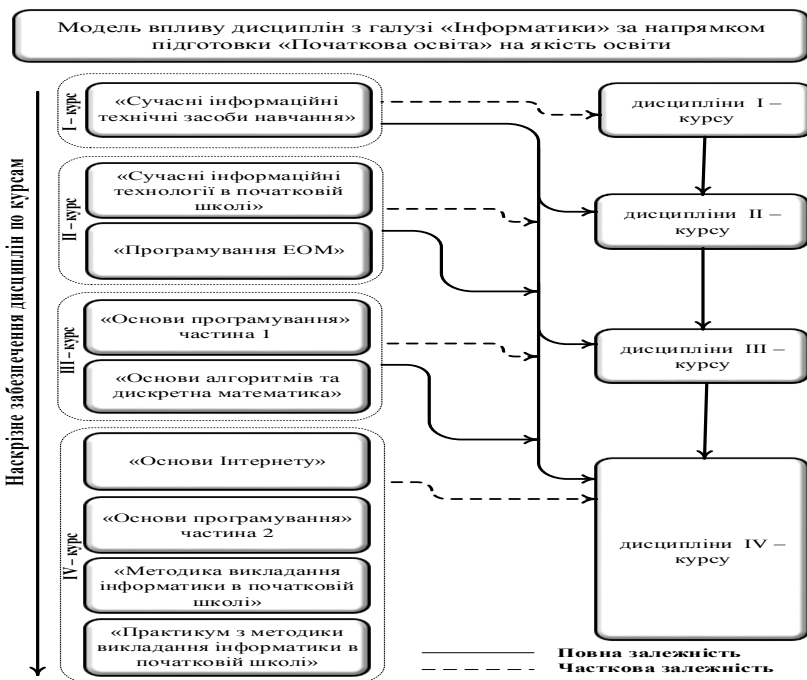 Модель впливу дисциплін з галузі «Інформатики» за напрямком
підготовки «Початкова освіта» на якість освіти
Наскрізне забезпечення дисциплін по курсам
I – курс
«Сучасні інформаційні
технічні засоби навчання»
дисципліни I –
курсу
II – курс
«Сучасні інформаційні
технології в початковій
школі»
«Програмування ЕОМ»
дисципліни II –
курсу
III – курс
«Основи програмування»
частина 1
«Основи алгоритмів та
дискретна математика»
дисципліни III –
курсу
IV – курс
«Основи Інтернету»
«Основи програмування»
частина 2
«Методика викладання
інформатики в початковій
школі»
«Практикум з методики
викладання інформатики в
початковій школі»
дисципліни IV –
курсу
Повна залежність
Часткова залежність